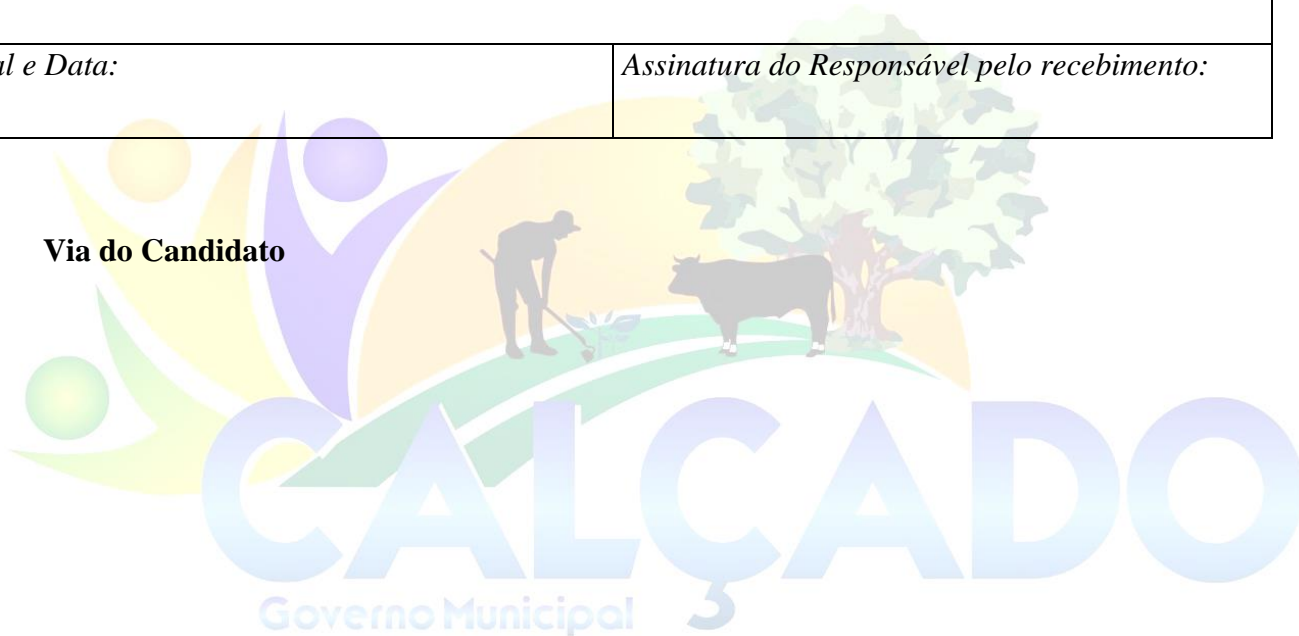 e Data:
Assinatura do Responsável pelo recebimento:
Via do Candidato
CALÇADO
Governo Municipal